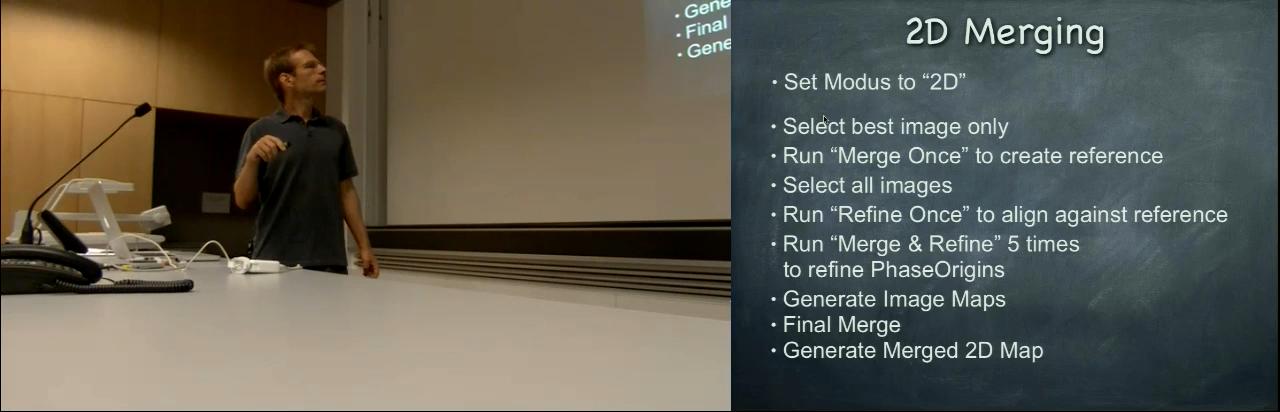 • Gene
• Final
• Gene
2D Merging
• Set Modus to “2D”
• Select best image only
• Run “Merge Once” to create reference
• Select all images
• Run “Refine Once” to align against reference
• Run “Merge & Refine” 5 times
to refine PhaseOrigins
• Generate Image Maps
• Final Merge
• Generate Merged 2D Map